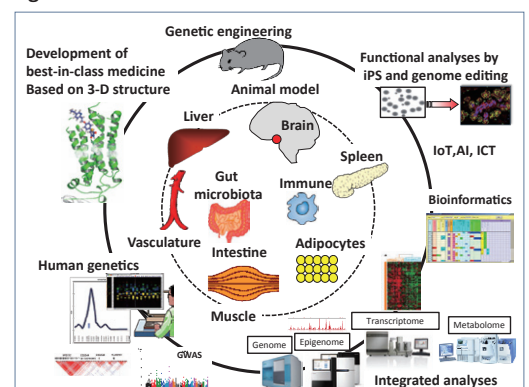 Genetic engineering
Development of
best-in-class medicine
Based on 3-D structure
Functional analyses by
iPS and genome editing
Animal model
Liver
Brain
IoT,AI, ICT
Spleen
Gut
microbiota
Immune
Bioinformatics
Vasculature
Intestine
Adipocytes
Human genetics
Muscle
Transcriptome
Metabolome
Epigenome
Genome
GWAS
Integrated analyses